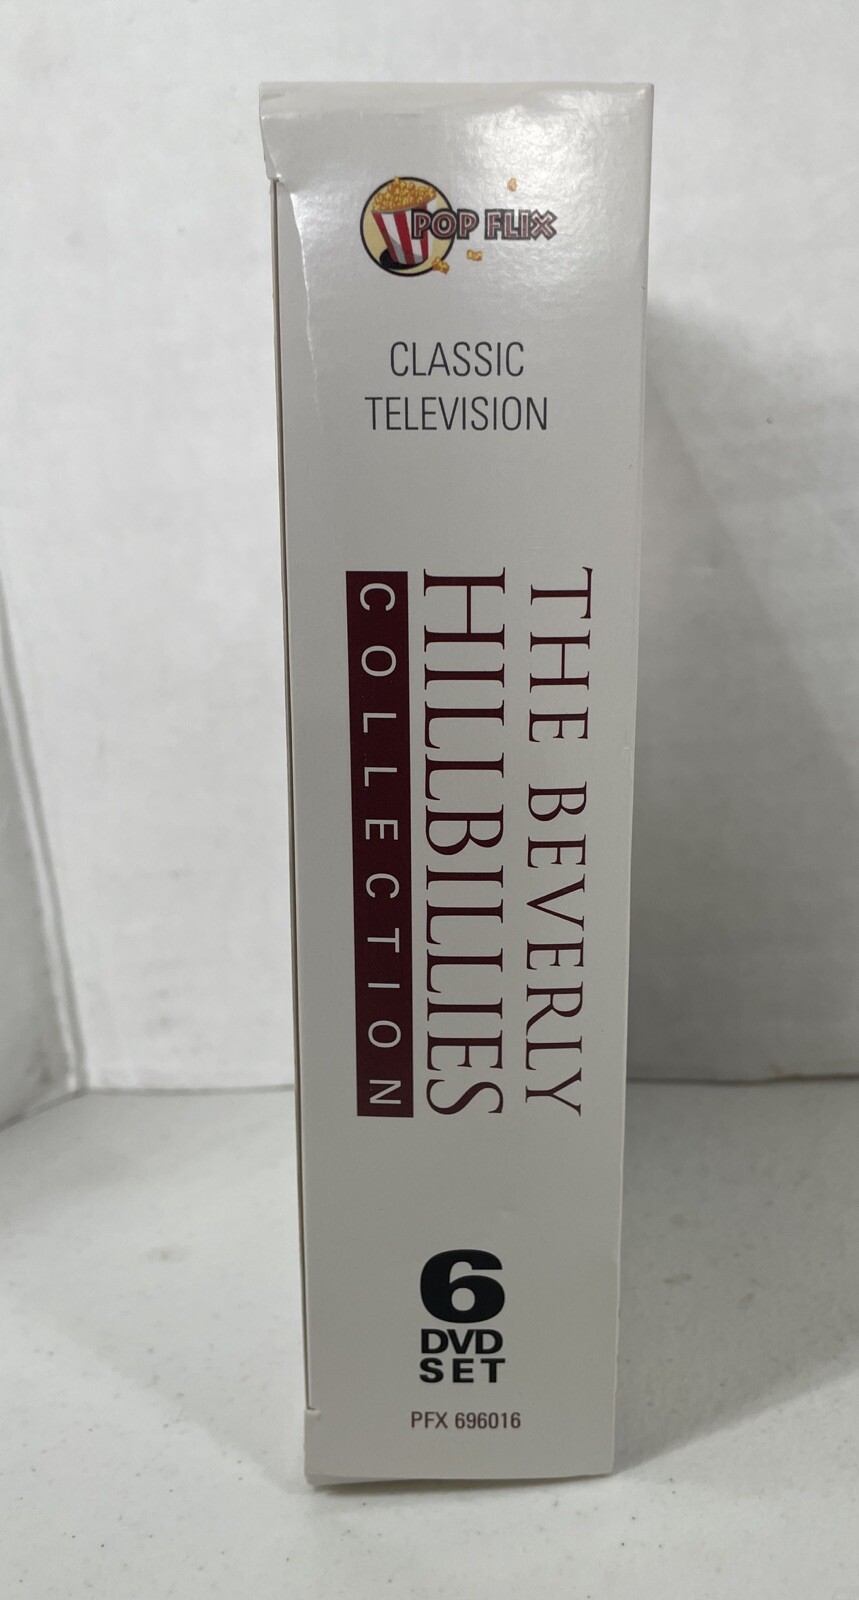 POP FLIX
CLASSIC
TELEVISION
THE BEVERLY
HILLBILLIES
COLLECTION
6
DVD
SET
PFX 696016